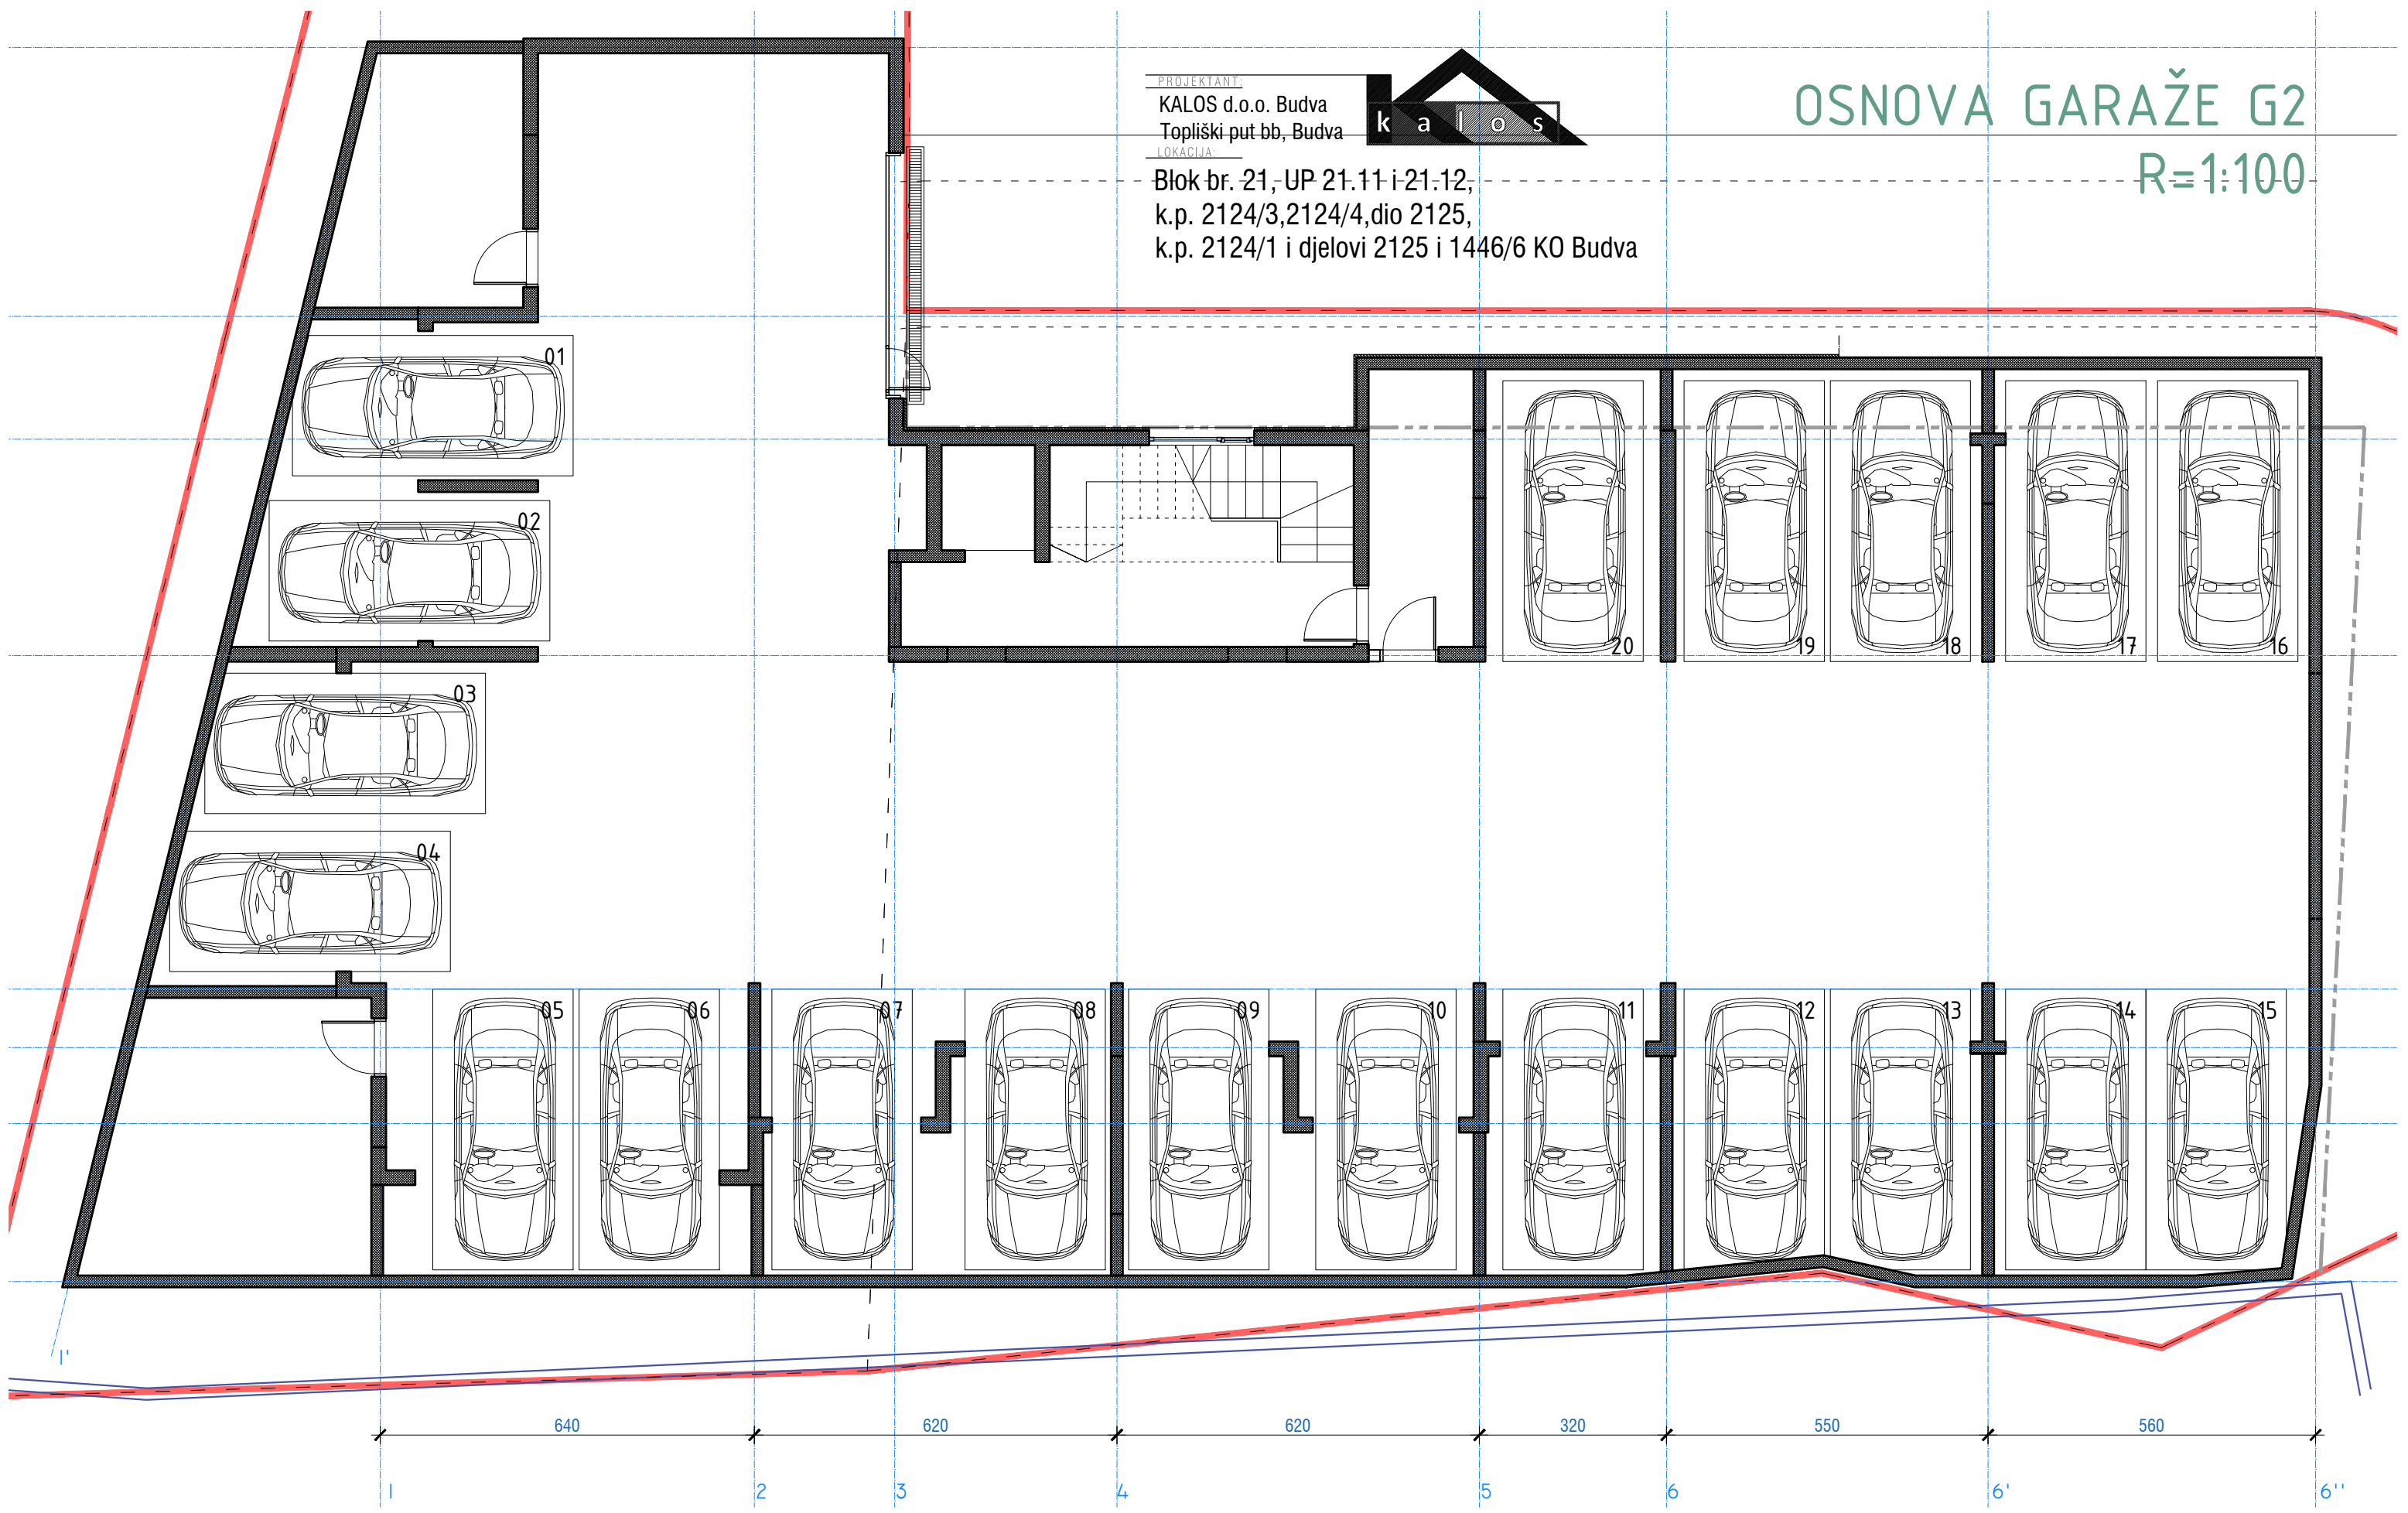 PROJEKTANT:
KALOS d.o.o. Budva
Topliški put bb, Budva
kalos
LOKACIJA:
Blok br. 21, UP 21.11 i 21.12,
k.p. 2124/3,2124/4,dio 2125,
k.p. 2124/1 i djelovi 2125 i 1446/6 KO Budva
OSNOVA GARAŽE G2
R=1:100
01
02
03
04
20
19
18
17
16
05
06
07
08
09
10
11
12
13
14
15
I'
640
620
620
320
550
560
I
2
3
4
5
6
6'
6''